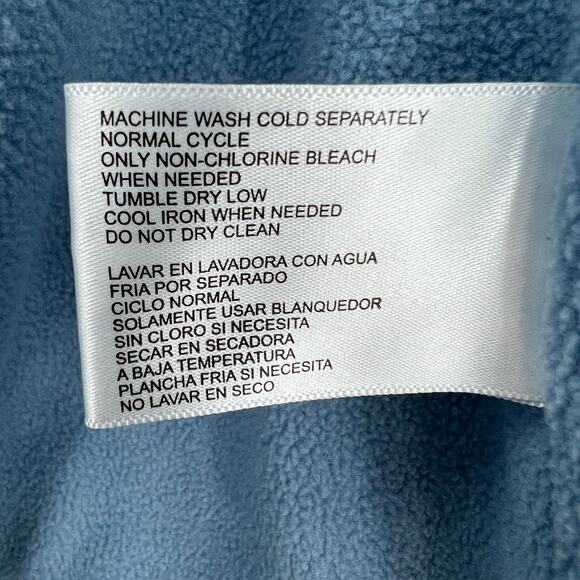 MACHINE WASH COLD SEPARATELY
NORMAL CYCLE
ONLY NON-CHLORINE BLEACH
WHEN NEEDED
TUMBLE DRY LOW
COOL IRON WHEN NEEDED
DO NOT DRY CLEAN
LAVAR EN LAVADORA CON AGUA
FRIA POR SEPARADO
CICLO NORMAL
SOLAMENTE USAR BLANQUEDOR
SIN CLORO SI NECESITA
SECAR EN SECADORA
A BAJA TEMPERATURA
PLANCHA FRIA SI NECESITA
NO LAVAR EN SECO